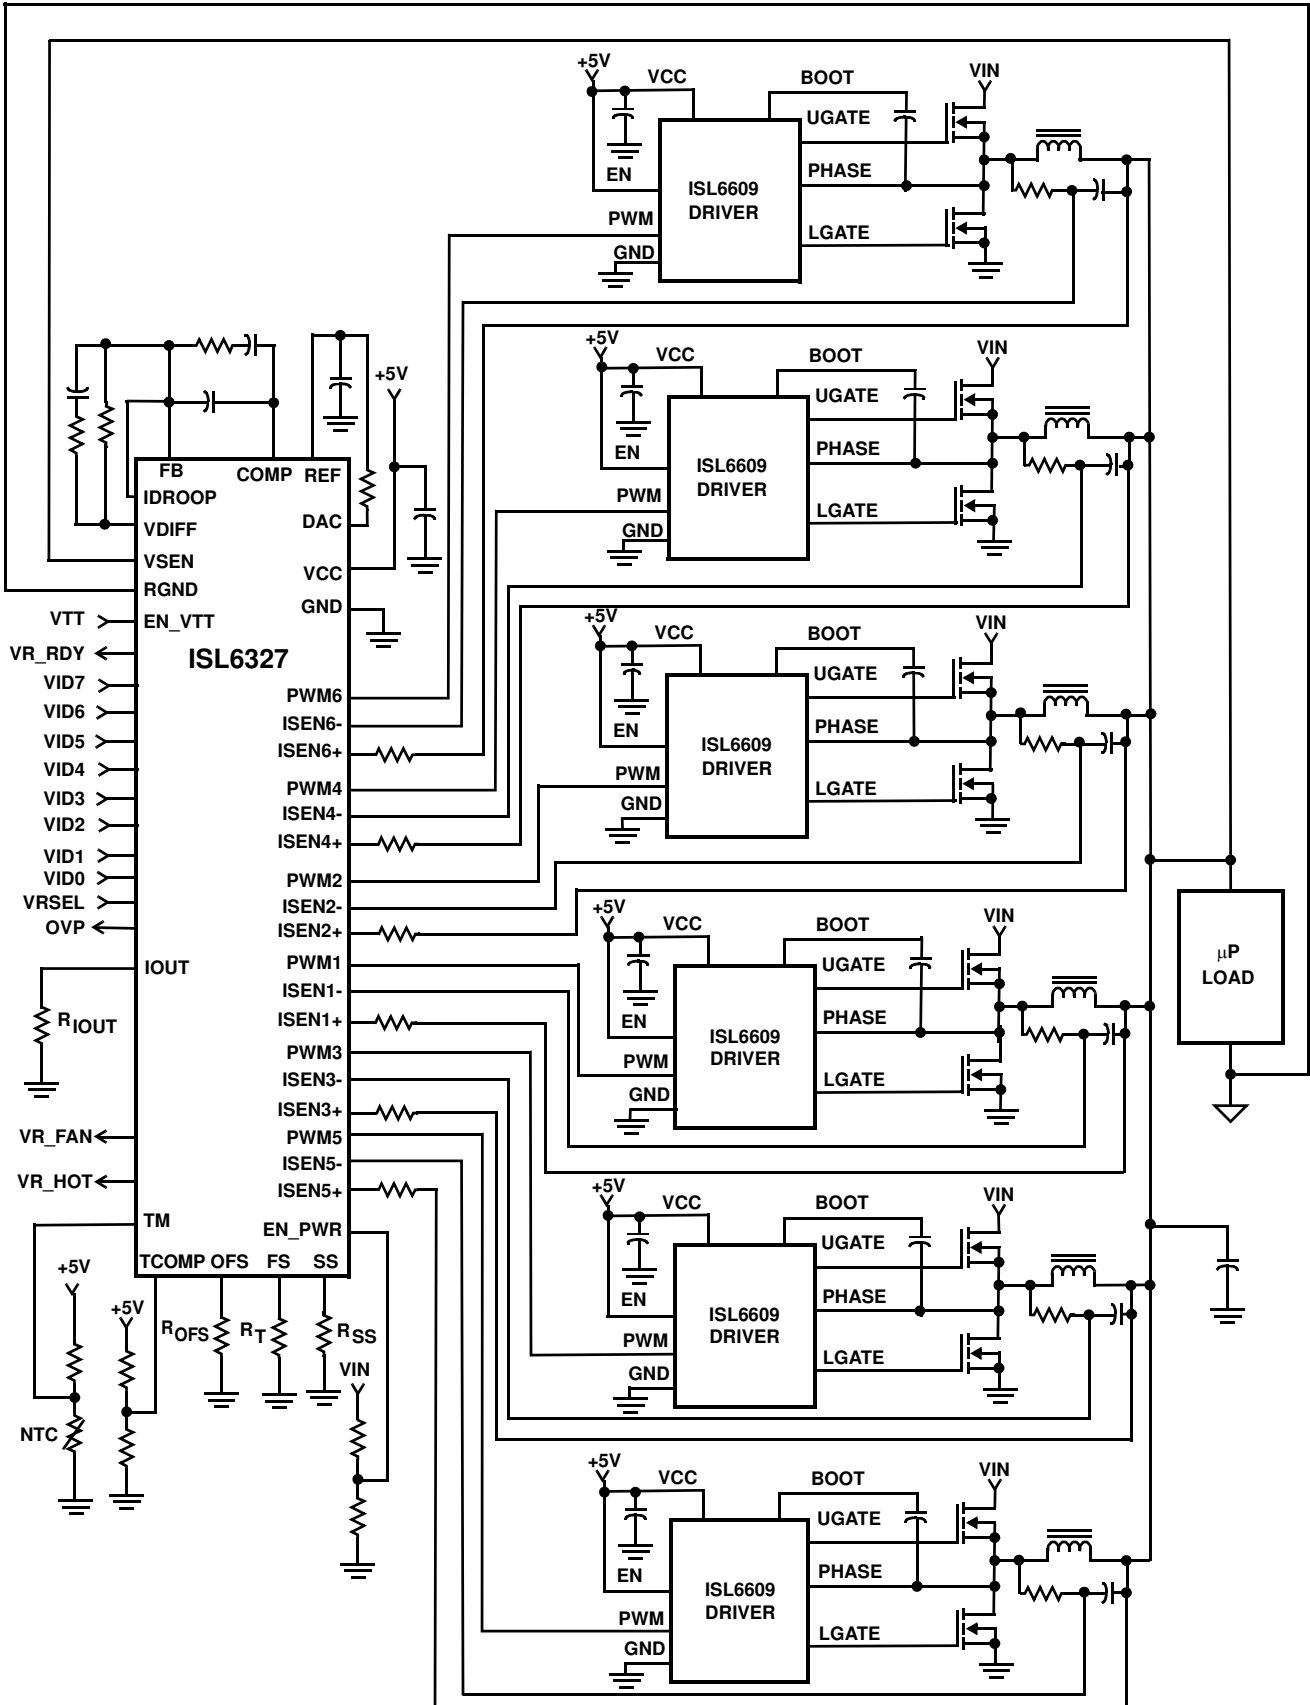 +5V
VCC
BOOT
VIN
UGATE
EN
PHASE
ISL6609
DRIVER
PWM
LGATE
GND
+5V
VCC
BOOT
VIN
UGATE
EN
PHASE
ISL6609
DRIVER
PWM
LGATE
GND
+5V
VCC
BOOT
VIN
UGATE
EN
PHASE
ISL6609
DRIVER
PWM
LGATE
GND
+5V
VCC
BOOT
VIN
UGATE
EN
PHASE
ISL6609
DRIVER
PWM
LGATE
GND
+5V
VCC
BOOT
VIN
UGATE
EN
PHASE
ISL6609
DRIVER
PWM
LGATE
GND
+5V
VCC
BOOT
VIN
UGATE
EN
PHASE
ISL6609
DRIVER
PWM
LGATE
GND
+5V
FB
COMP
REF
IDROOP
DAC
VDIFF
VSEN
VCC
RGND
GND
VTT
EN_VTT
ISL6327
VR_RDY
VID7
VID6
VID5
VID4
VID3
VID2
VID1
VID0
VRSEL
OVP
PWM6
ISEN6-
ISEN6+
PWM4
ISEN4-
ISEN4+
PWM2
ISEN2-
ISEN2+
PWM1
ISEN1-
ISEN1+
PWM3
ISEN3-
ISEN3+
PWM5
ISEN5-
ISEN5+
EN_PWR
IOUT
RIOUT
VR_FAN
VR_HOT
TM
TCOMP
OFS
FS
SS
+5V
+5V
ROFS
RT
RSS
VIN
NTC
µP
LOAD